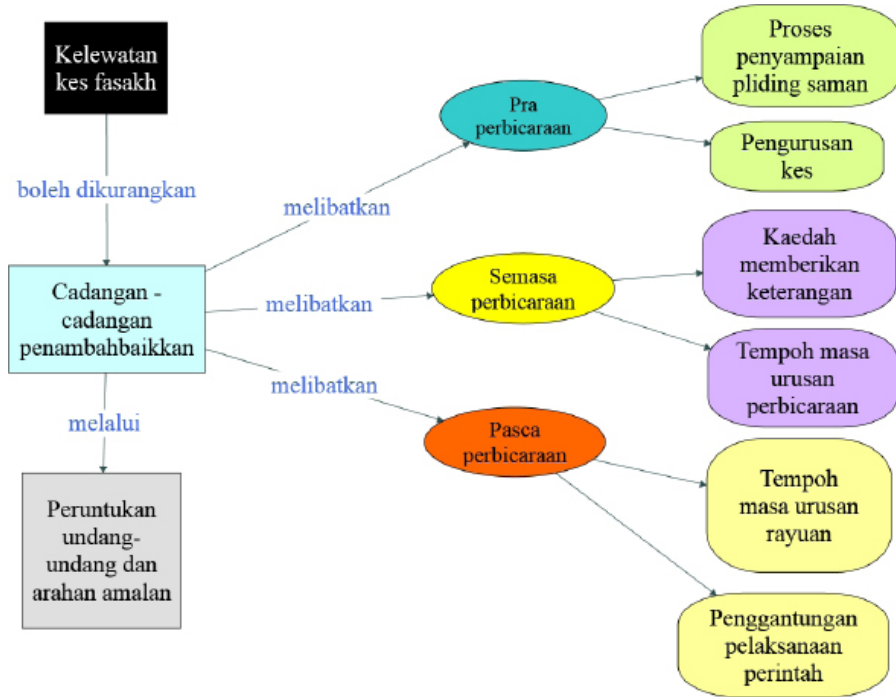 Kelewatan
kes fasakh
boleh dikurangkan
Cadangan -
cadangan
penambahbaikkan
melalui
Peruntukan
undang-
undang dan
arahan amalan
melibatkan
Pra
perbicaraan
Proses
penyampaian
pliding saman
Pengurusan
kes
melibatkan
Semasa
perbicaraan
Kaedah
memberikan
keterangan
Tempoh masa
urusan
perbicaraan
melibatkan
Pasca
perbicaraan
Tempoh
masa urusan
rayuan
Penggantungan
pelaksanaan
perintah